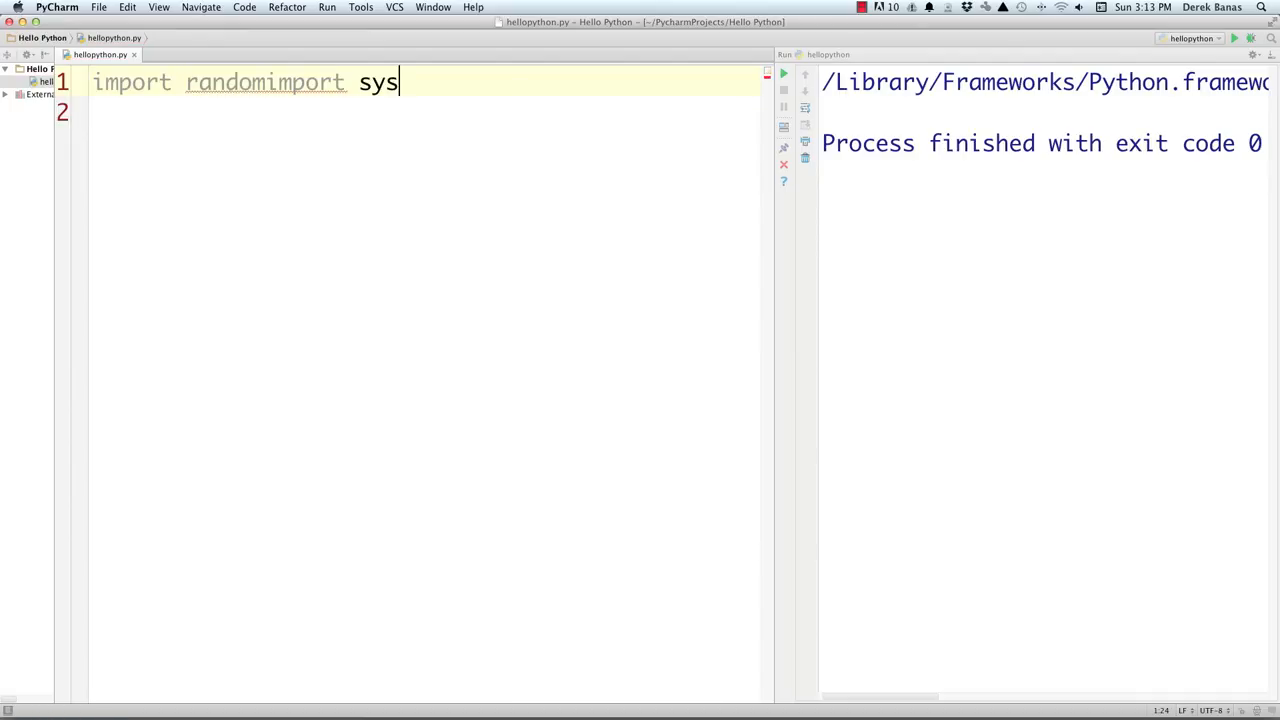 PyCharm File Edit View Navigate Code Refactor Run Tools VCS Window Help 10 Sun 3:13 PM Derek Banas
hellopython.py – Hello Python – [~/PycharmProjects/Hello Python]
Hello Python hellopython.py hellopython
hellopython.py Run hellopython
Hello P
hell
Externa
1 import randomimport sys
2
/Library/Frameworks/Python.framewo
Process finished with exit code 0
1:24 LF UTF-8